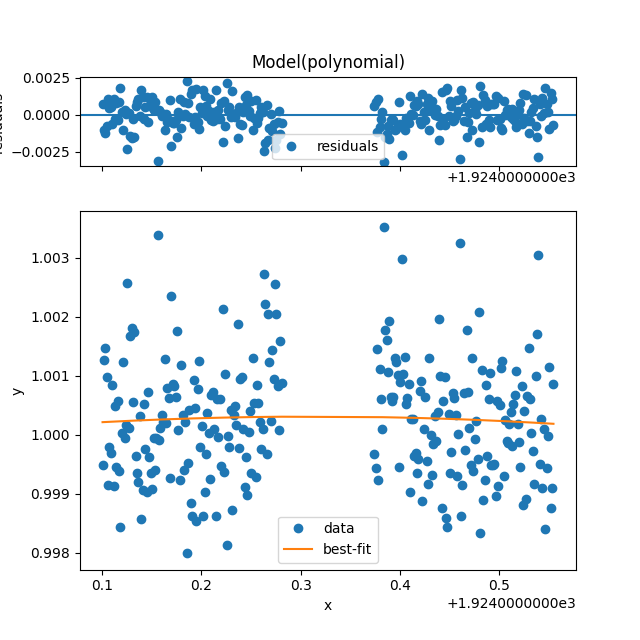 Model(polynomial)
0.0025
0.0000
−0.0025
residuals
+1.9240000000e3
1.003
1.002
1.001
1.000
0.999
0.998
y
data
best-fit
0.1 0.2 0.3 0.4 0.5
x
+1.9240000000e3